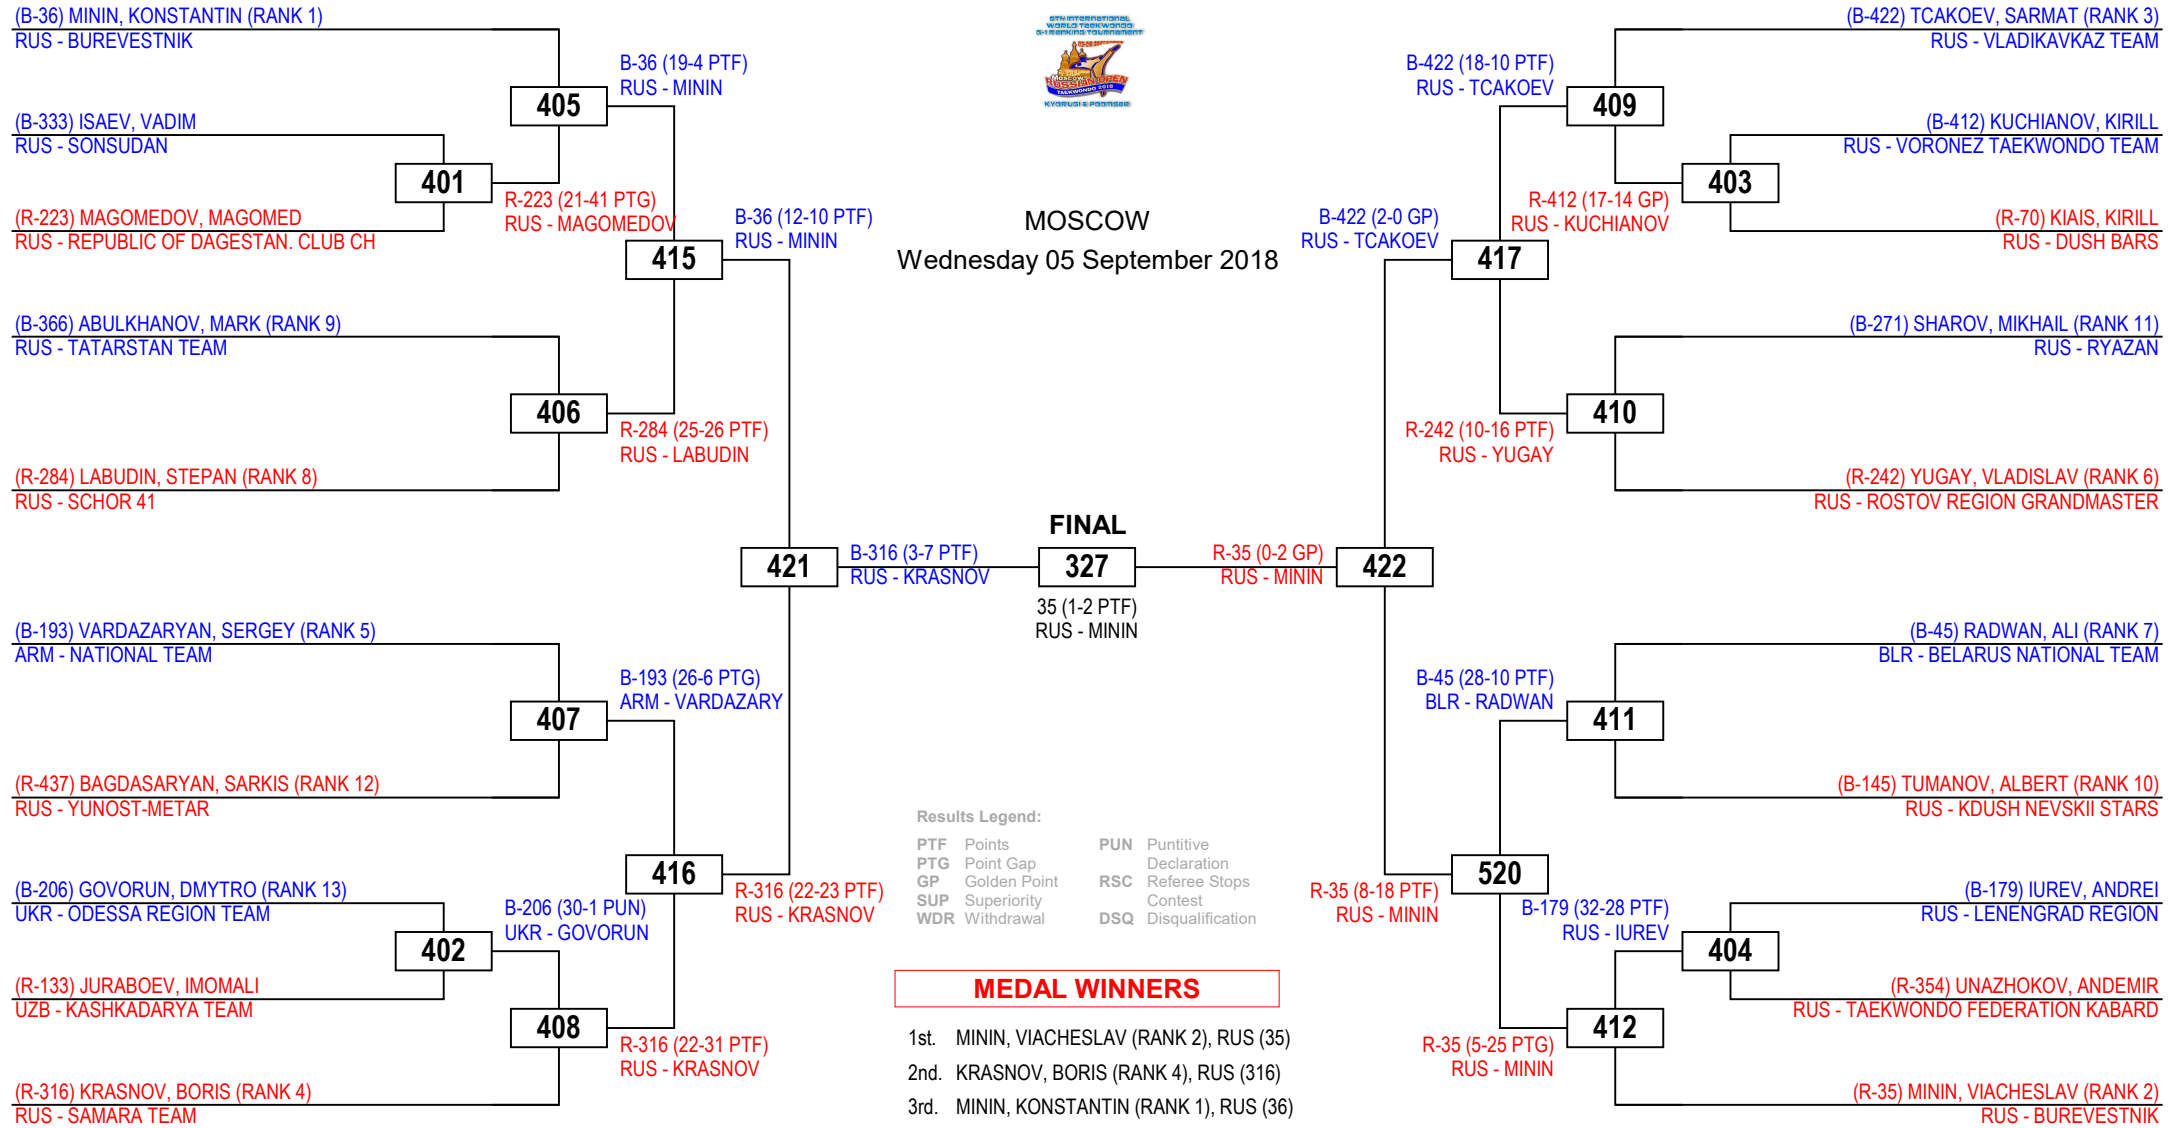 (B-36) MININ, KONSTANTIN (RANK 1)
RUS - BUREVESTNIK
(B-333) ISAEV, VADIM
RUS - SONSUDAN
401
(R-223) MAGOMEDOV, MAGOMED
RUS - REPUBLIC OF DAGESTAN. CLUB CH
405
R-223 (21-41 PTG)
RUS - MAGOMEDOV
B-36 (19-4 PTF)
RUS - MININ
(B-366) ABULKHANOV, MARK (RANK 9)
RUS - TATARSTAN TEAM
406
(R-284) LABUDIN, STEPAN (RANK 8)
RUS - SCHOR 41
R-284 (25-26 PTF)
RUS - LABUDIN
415
B-36 (12-10 PTF)
RUS - MININ
(B-193) VARDAZARYAN, SERGEY (RANK 5)
ARM - NATIONAL TEAM
407
(R-437) BAGDASARYAN, SARKIS (RANK 12)
RUS - YUNOST-METAR
B-193 (26-6 PTG)
ARM - VARDAZARY
(B-206) GOVORUN, DMYTRO (RANK 13)
UKR - ODESSA REGION TEAM
402
(R-133) JURABOEV, IMOMALI
UZB - KASHKADARYA TEAM
B-206 (30-1 PUN)
UKR - GOVORUN
408
(R-316) KRASNOV, BORIS (RANK 4)
RUS - SAMARA TEAM
R-316 (22-31 PTF)
RUS - KRASNOV
416
R-316 (22-23 PTF)
RUS - KRASNOV
421
B-316 (3-7 PTF)
RUS - KRASNOV
6TH INTERNATIONAL
WORLD TAEKWONDO
G-1 RANKING TOURNAMENT
03-09 SEPTEMBER
Moscow
RUSSIAN OPEN
TAEKWONDO 2018
KYORUGI & POOMSAE
MOSCOW
Wednesday 05 September 2018
FINAL
327
35 (1-2 PTF)
RUS - MININ
Results Legend:
PTF Points
PTG Point Gap
GP Golden Point
SUP Superiority
WDR Withdrawal
PUN Puntitive
Declaration
RSC Referee Stops
Contest
DSQ Disqualification
MEDAL WINNERS
1st. MININ, VIACHESLAV (RANK 2), RUS (35)
2nd. KRASNOV, BORIS (RANK 4), RUS (316)
3rd. MININ, KONSTANTIN (RANK 1), RUS (36)
(B-422) TCAKOEV, SARMAT (RANK 3)
RUS - VLADIKAVKAZ TEAM
B-422 (18-10 PTF)
RUS - TCAKOEV
409
(B-412) KUCHIANOV, KIRILL
RUS - VORONEZ TAEKWONDO TEAM
403
R-412 (17-14 GP)
RUS - KUCHIANOV
(R-70) KIAIS, KIRILL
RUS - DUSH BARS
B-422 (2-0 GP)
RUS - TCAKOEV
417
(B-271) SHAROV, MIKHAIL (RANK 11)
RUS - RYAZAN
410
R-242 (10-16 PTF)
RUS - YUGAY
(R-242) YUGAY, VLADISLAV (RANK 6)
RUS - ROSTOV REGION GRANDMASTER
R-35 (0-2 GP)
RUS - MININ
422
(B-45) RADWAN, ALI (RANK 7)
BLR - BELARUS NATIONAL TEAM
B-45 (28-10 PTF)
BLR - RADWAN
411
(B-145) TUMANOV, ALBERT (RANK 10)
RUS - KDUSH NEVSKII STARS
520
R-35 (8-18 PTF)
RUS - MININ
(B-179) IUREV, ANDREI
RUS - LENENGRAD REGION
B-179 (32-28 PTF)
RUS - IUREV
404
(R-354) UNAZHOKOV, ANDEMIR
RUS - TAEKWONDO FEDERATION KABARD
412
R-35 (5-25 PTG)
RUS - MININ
(R-35) MININ, VIACHESLAV (RANK 2)
RUS - BUREVESTNIK